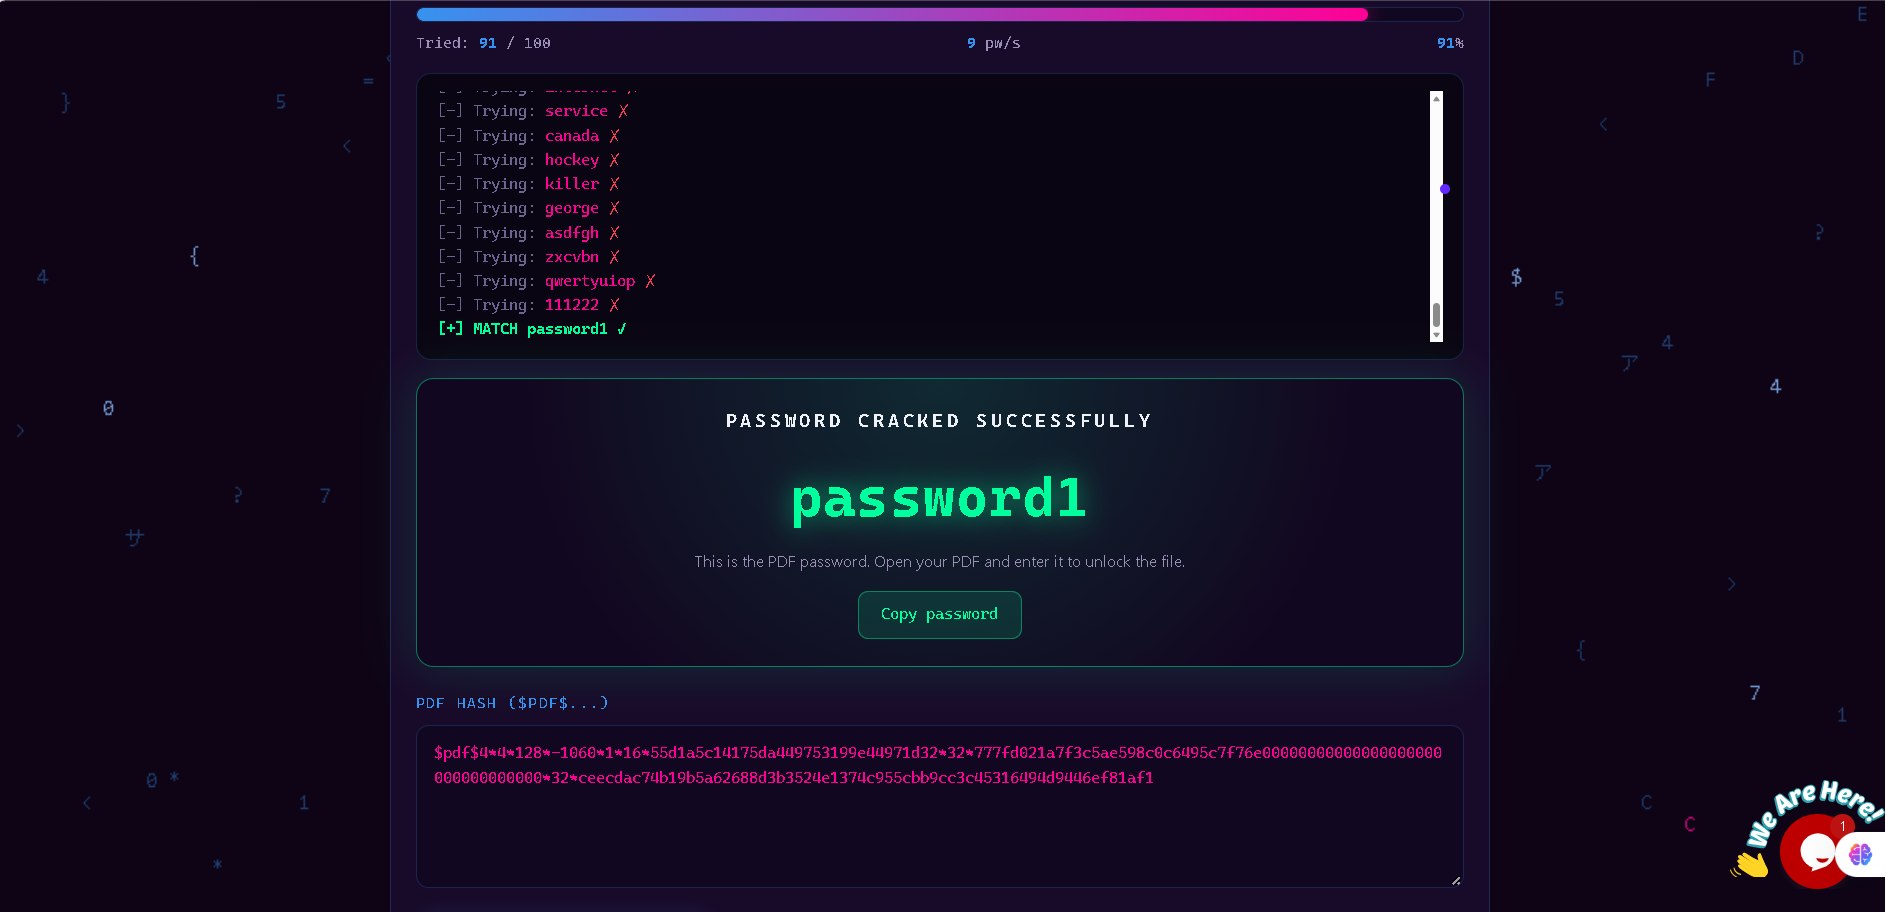 Tried: 91 / 100
9 pw/s
91%
[-] Trying: service ✗
[-] Trying: canada ✗
[-] Trying: hockey ✗
[-] Trying: killer ✗
[-] Trying: george ✗
[-] Trying: asdfgh ✗
[-] Trying: zxcvbn ✗
[-] Trying: qwertyuiop ✗
[-] Trying: 111222 ✗
[+] MATCH password1 ✓
PASSWORD CRACKED SUCCESSFULLY
password1
This is the PDF password. Open your PDF and enter it to unlock the file.
Copy password
PDF HASH ($PDF$...)
$pdf$4*4*128*-1060*1*16*55d1a5c14175da449753199e44971d32*32*777fd021a7f3c5ae598c0c6495c7f76e00000000000000000000
000000000000*32*ceecdac74b19b5a62688d3b3524e1374c955cbb9cc3c45316494d9446ef81af1
We Are Here!
1